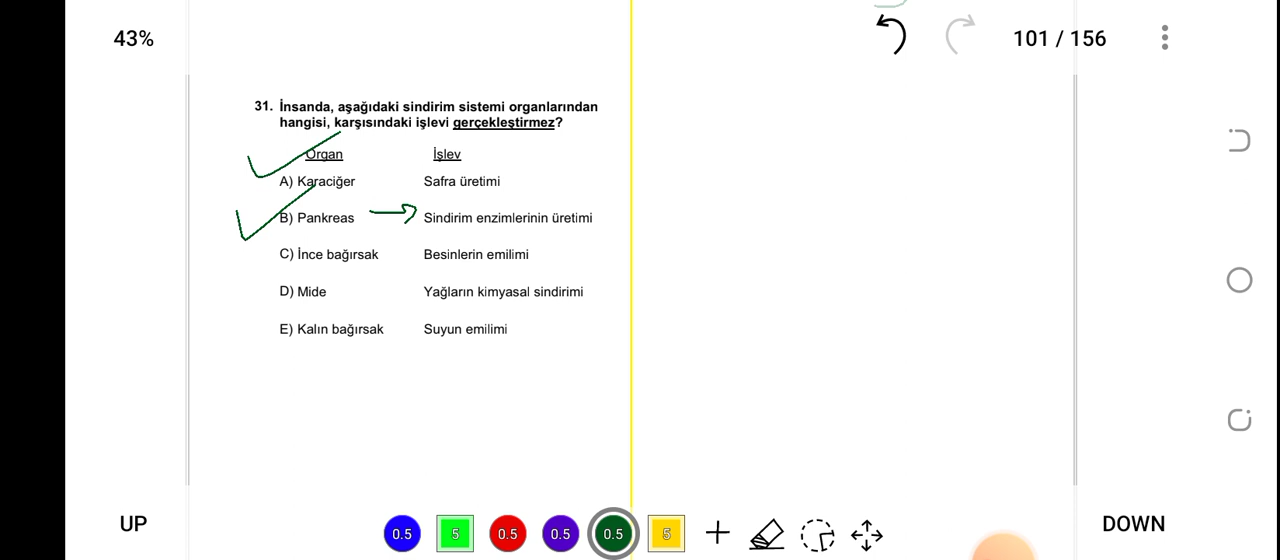 43%
101 / 156
31. İnsanda, aşağıdaki sindirim sistemi organlarından
hangisi, karşısındaki işlevi gerçekleştirmez?
Organ İşlev
A) Karaciğer Safra üretimi
B) Pankreas Sindirim enzimlerinin üretimi
C) İnce bağırsak Besinlerin emilimi
D) Mide Yağların kimyasal sindirimi
E) Kalın bağırsak Suyun emilimi
UP
0.5 5 0.5 0.5 0.5 5
DOWN